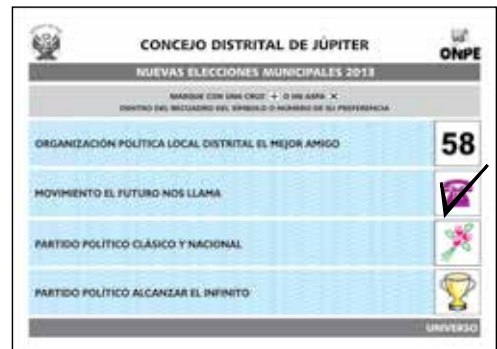 CONCEJO DISTRITAL DE JÚPITER
ONPE
NUEVAS ELECCIONES MUNICIPALES 2013
MARQUE CON UNA CRUZ + O UN ASPA X
DENTRO DEL RECUADRO DEL SÍMBOLO O NÚMERO DE SU PREFERENCIA
ORGANIZACIÓN POLÍTICA LOCAL DISTRITAL EL MEJOR AMIGO
58
MOVIMIENTO EL FUTURO NOS LLAMA
PARTIDO POLÍTICO CLÁSICO Y NACIONAL
PARTIDO POLÍTICO ALCANZAR EL INFINITO
UNIVERSO